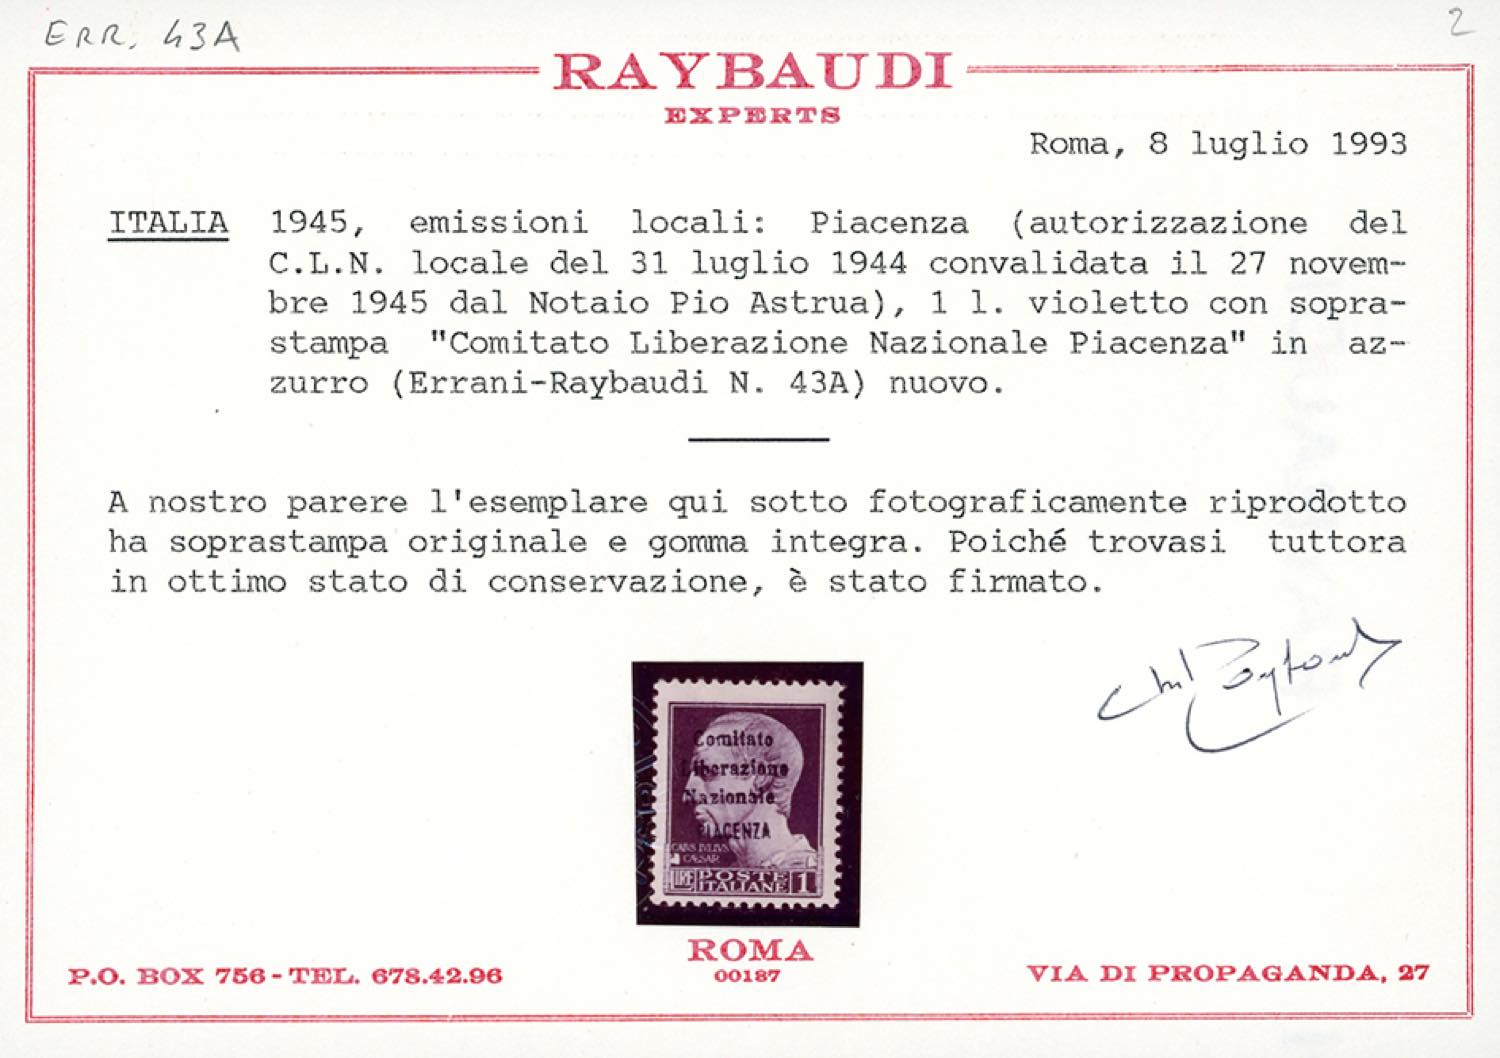 ERR. 43A
2
RAYBAUDI
EXPERTS
Roma, 8 luglio 1993
ITALIA 1945, emissioni locali: Piacenza (autorizzazione del
C.L.N. locale del 31 luglio 1944 convalidata il 27 novem-
bre 1945 dal Notaio Pio Astrua), 1 l. violetto con sopra-
stampa "Comitato Liberazione Nazionale Piacenza" in az-
zurro (Errani-Raybaudi N. 43A) nuovo.
A nostro parere l'esemplare qui sotto fotograficamente riprodotto
ha soprastampa originale e gomma integra. Poiché trovasi tuttora
in ottimo stato di conservazione, è stato firmato.
Comitato
Liberazione
Nazionale
PIACENZA
CAIVS IVLIVS
CAESAR
LIRE POSTE ITALIANE 1
ROMA
00187
P.O. BOX 756 - TEL. 678.42.96
VIA DI PROPAGANDA, 27